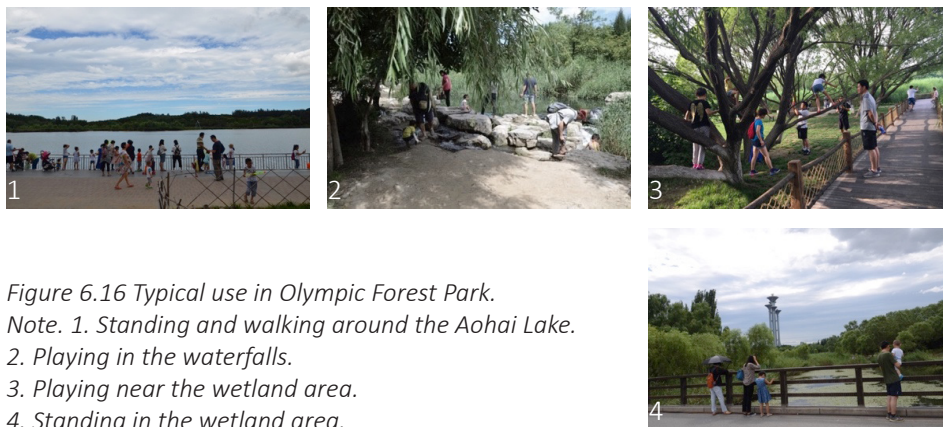 1
2
3
4
Figure 6.16 Typical use in Olympic Forest Park.
Note. 1. Standing and walking around the Aohai Lake.
2. Playing in the waterfalls.
3. Playing near the wetland area.
4. Standing in the wetland area.